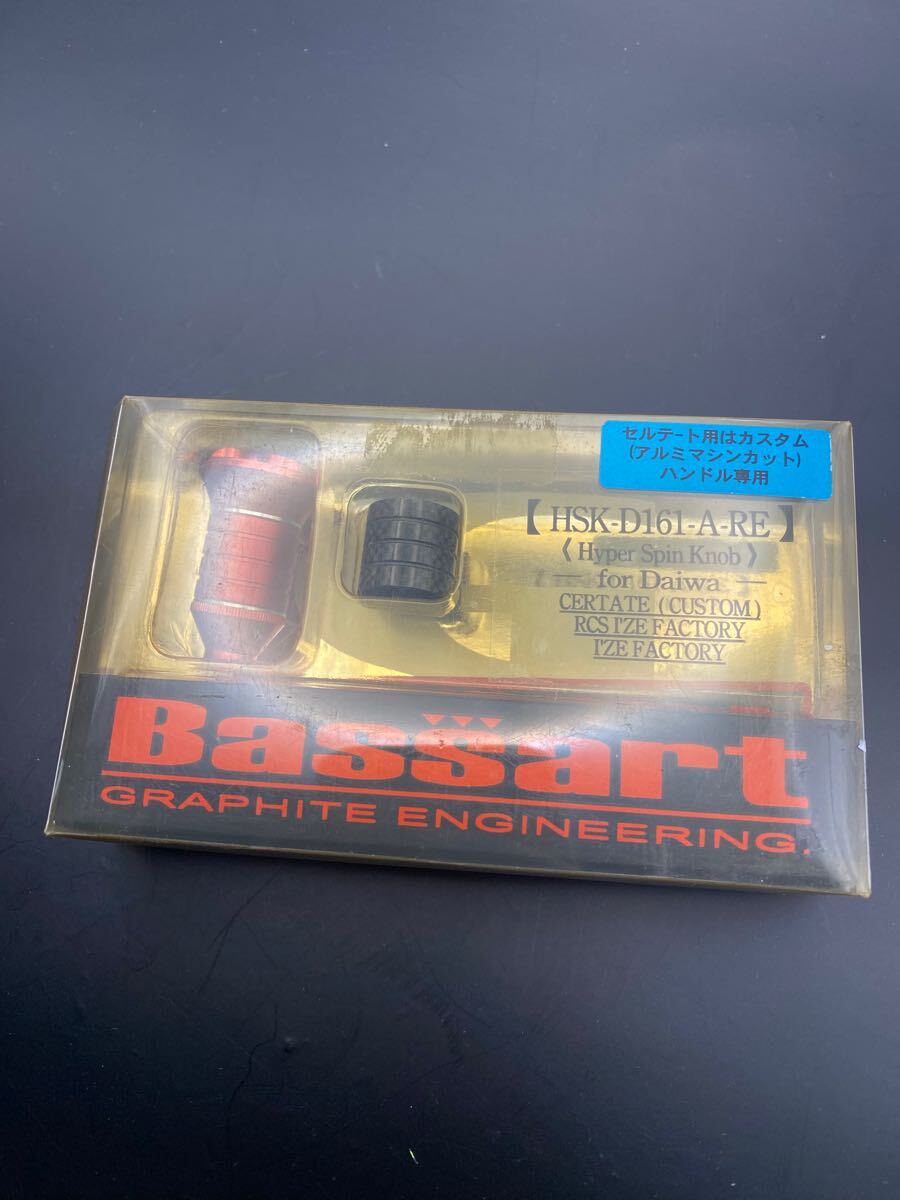 セルテート用はカスタム
(アルミマシンカット)
ハンドル専用
【 HSK-D161-A-RE 】
《 Hyper Spin Knob 》
for Daiwa
CERTATE (CUSTOM)
RCS I'ZE FACTORY
I'ZE FACTORY
Bassart
GRAPHITE ENGINEERING.